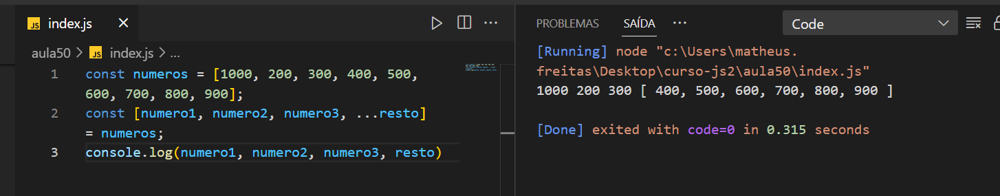 JS index.js ×
aula50 > JS index.js > ...
1 const numeros = [1000, 200, 300, 400, 500,
600, 700, 800, 900];
2 const [numero1, numero2, numero3, ...resto]
= numeros;
3 console.log(numero1, numero2, numero3, resto)
PROBLEMAS SAÍDA ... Code
[Running] node "c:\Users\matheus.
freitas\Desktop\curso-js2\aula50\index.js"
1000 200 300 [ 400, 500, 600, 700, 800, 900 ]
[Done] exited with code=0 in 0.315 seconds